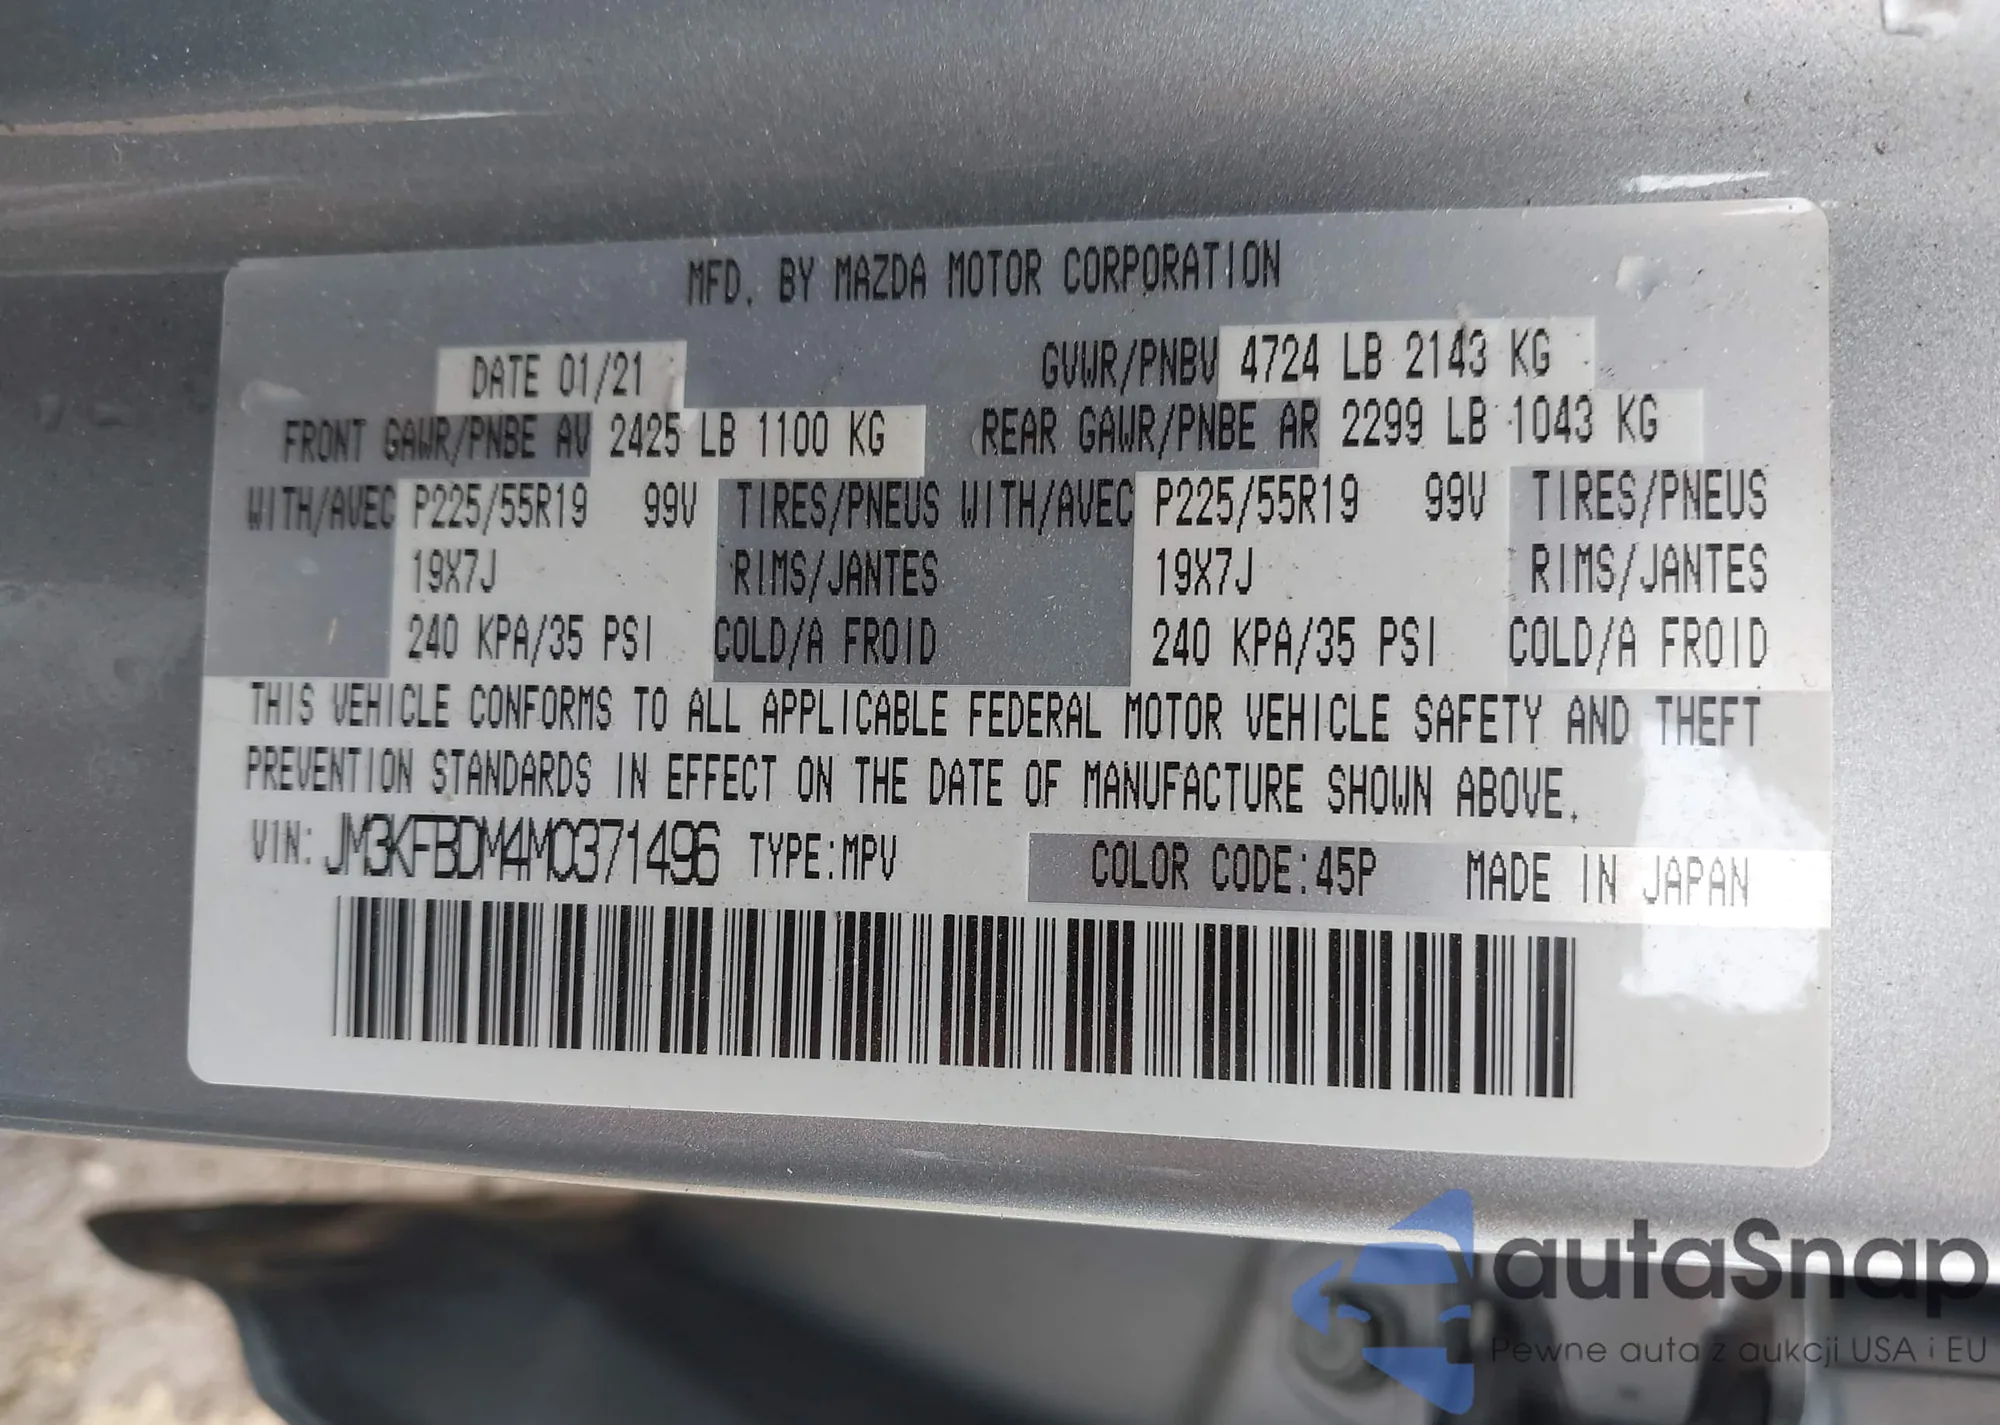 MFD. BY MAZDA MOTOR CORPORATION
DATE 01/21 GVWR/PNBV 4724 LB 2143 KG
FRONT GAWR/PNBE AV 2425 LB 1100 KG REAR GAWR/PNBE AR 2299 LB 1043 KG
WITH/AVEC P225/55R19 99V TIRES/PNEUS WITH/AVEC P225/55R19 99V TIRES/PNEUS
19X7J RIMS/JANTES 19X7J RIMS/JANTES
240 KPA/35 PSI COLD/A FROID 240 KPA/35 PSI COLD/A FROID
THIS VEHICLE CONFORMS TO ALL APPLICABLE FEDERAL MOTOR VEHICLE SAFETY AND THEFT
PREVENTION STANDARDS IN EFFECT ON THE DATE OF MANUFACTURE SHOWN ABOVE.
VIN: JM3KFBDM4M0371496 TYPE:MPV COLOR CODE:45P MADE IN JAPAN
autaSnap
Pewne auta z aukcji USA i EU